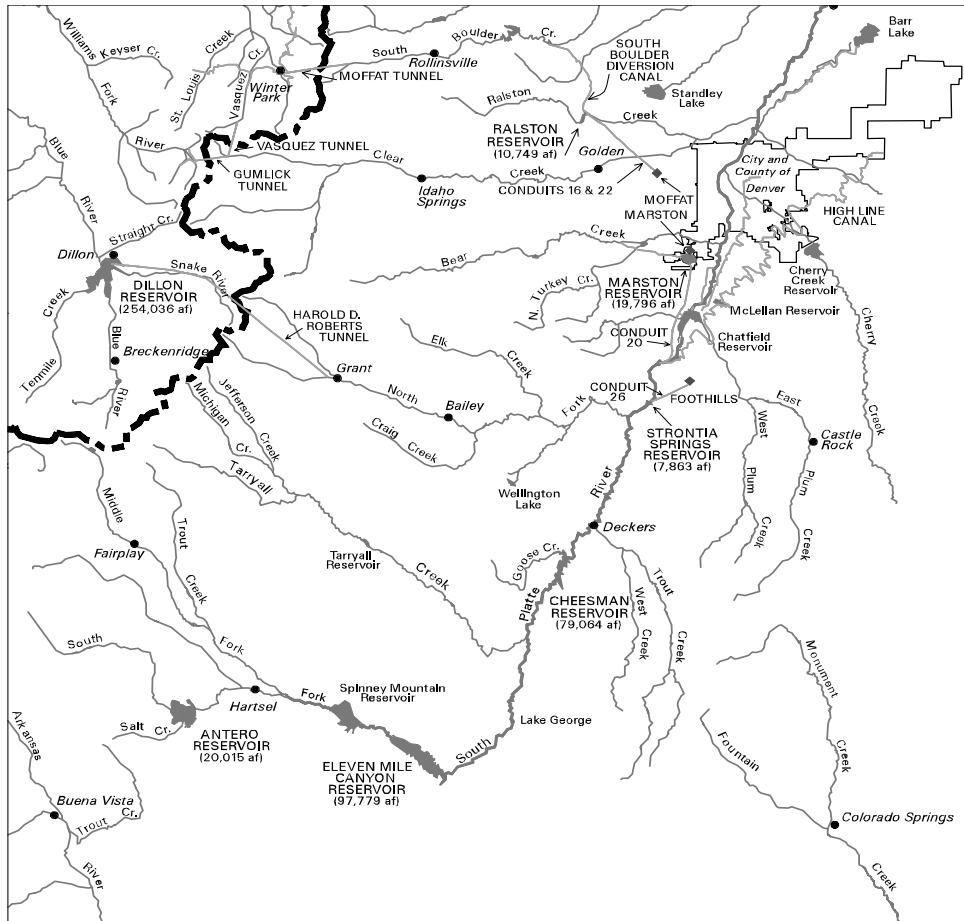 Williams
Fork
Keyser Cr.
St. Louis
Creek
Vasquez
Cr.
Winter
Park
MOFFAT TUNNEL
South
Rollinsville
Boulder
Cr.
SOUTH
BOULDER
DIVERSION
CANAL
Barr
Lake
Standley
Lake
Ralston
Creek
RALSTON
RESERVOIR
(10,749 af)
Golden
River
VASQUEZ TUNNEL
GUMLICK
TUNNEL
Clear
Creek
Idaho
Springs
CONDUITS 16 & 22
MOFFAT
MARSTON
City and
County of
Denver
HIGH LINE
CANAL
Blue
River
Straight Cr.
Dillon
Snake
River
DILLON
RESERVOIR
(254,036 af)
Tenmile
Creek
Blue
River
Breckenridge
HAROLD D.
ROBERTS
TUNNEL
Bear
Creek
N. Turkey Cr.
MARSTON
RESERVOIR
(19,796 af)
Cherry
Creek
Reservoir
McLellan Reservoir
Chatfield
Reservoir
CONDUIT
20
Cherry
Creek
Elk
Creek
Grant
North
Bailey
Fork
Craig
Creek
CONDUIT
26
FOOTHILLS
STRONTIA
SPRINGS
RESERVOIR
(7,863 af)
East
Plum
Creek
West
Plum
Creek
Castle
Rock
Michigan
Cr.
Jefferson
Creek
Tarryall
Wellington
Lake
River
Deckers
Middle
Fairplay
Trout
Creek
Tarryall
Reservoir
Creek
Goose Cr.
CHEESMAN
RESERVOIR
(79,064 af)
Platte
West
Creek
Trout
Creek
South
Fork
Hartsel
Fork
Spinney Mountain
Reservoir
Salt Cr.
ANTERO
RESERVOIR
(20,015 af)
ELEVEN MILE
CANYON
RESERVOIR
(97,779 af)
South
Lake George
Monument
Creek
Fountain
Creek
Colorado Springs
Arkansas
River
Buena Vista
Trout
Cr.